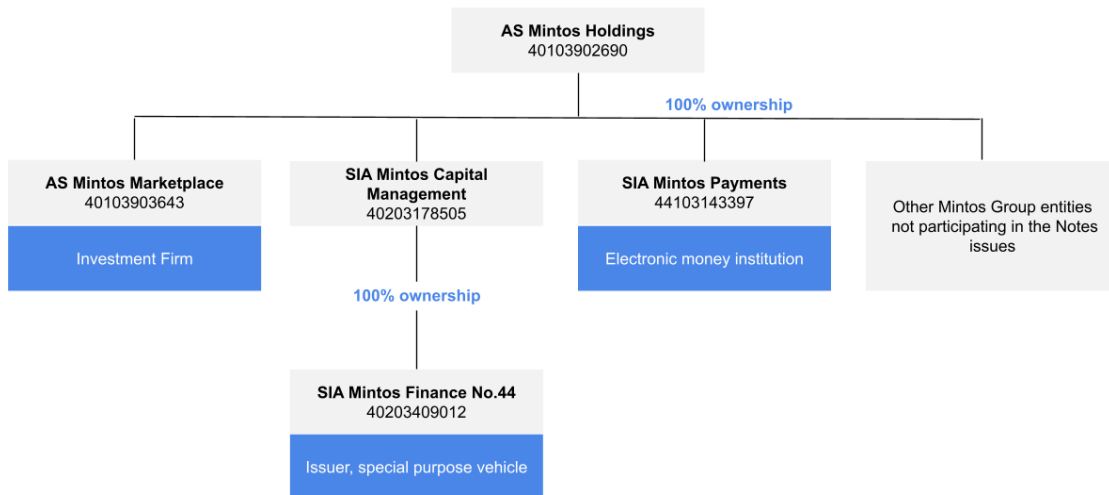 AS Mintos Holdings
40103902690
100% ownership
AS Mintos Marketplace
40103903643
Investment Firm
SIA Mintos Capital
Management
40203178505
SIA Mintos Payments
44103143397
Electronic money institution
Other Mintos Group entities
not participating in the Notes
issues
100% ownership
SIA Mintos Finance No.44
40203409012
Issuer, special purpose vehicle